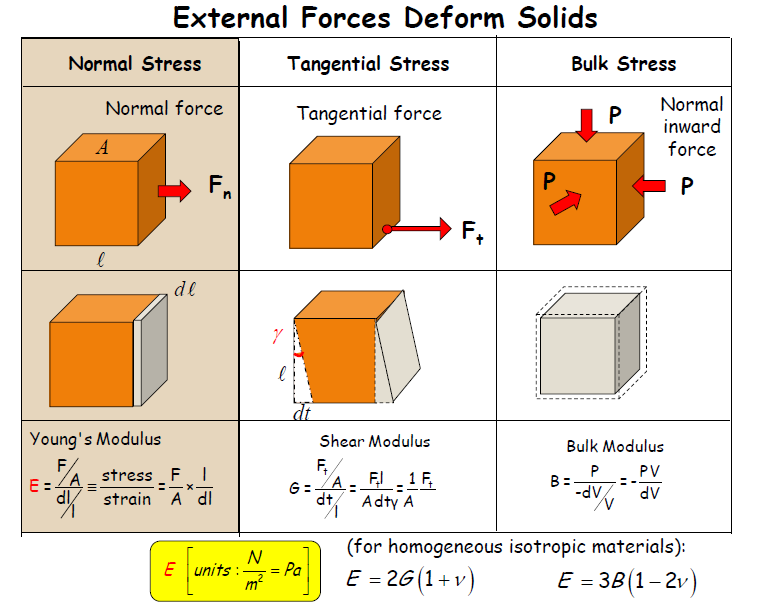 External Forces Deform Solids
Normal Stress
Tangential Stress
Bulk Stress
Normal force
A
Fn
ℓ
Tangential force
Ft
Normal
inward
force
P
P
P
dℓ
γ
ℓ
dt
Young's Modulus
E = (F/A)/(dl/l) ≡ stress/strain = F/A × l/dl
Shear Modulus
G = (Ft/A)/(dt/l) = Ftl/Adtγ = 1/A Ft
Bulk Modulus
B = P/(-dV/V) = - PV/dV
E [units : N/m² = Pa]
(for homogeneous isotropic materials):
E = 2G(1+ν)
E = 3B(1−2ν)